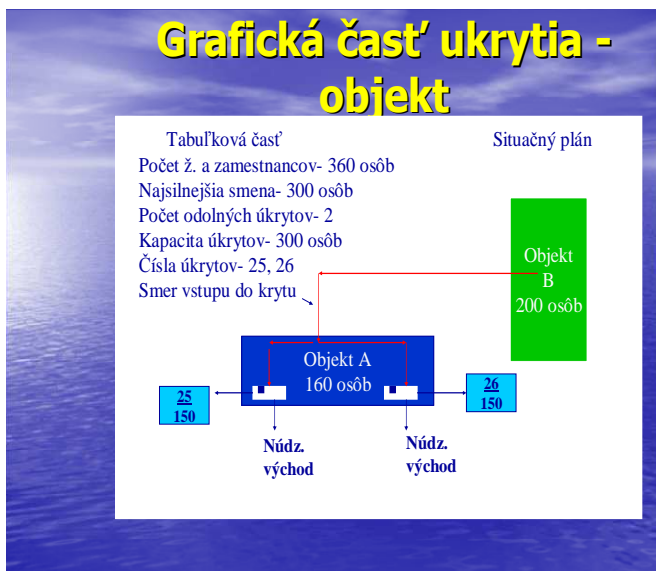 Grafická časť ukrytia -
objekt
Tabuľková časť
Situačný plán
Počet ž. a zamestnancov- 360 osôb
Najsilnejšia smena- 300 osôb
Počet odolných úkrytov- 2
Kapacita úkrytov- 300 osôb
Čísla úkrytov- 25, 26
Smer vstupu do krytu
Objekt
B
200 osôb
Objekt A
160 osôb
25
150
26
150
Núdz.
východ
Núdz.
východ